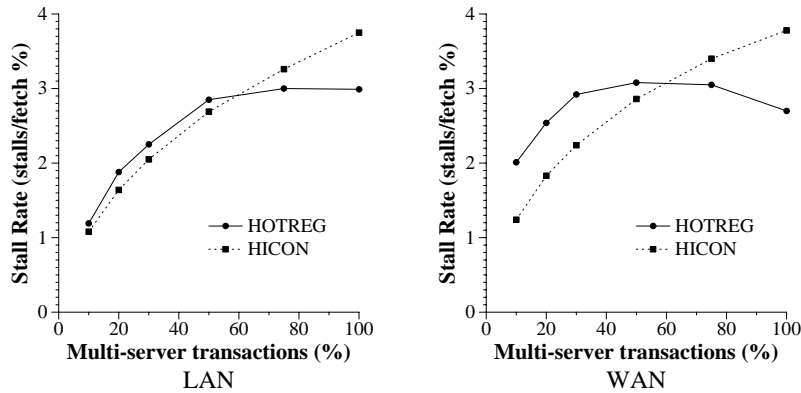 4
3
2
1
0
Stall Rate (stalls/fetch %)
HOTREG
HICON
0 20 40 60 80 100
Multi-server transactions (%)
LAN
4
3
2
1
0
Stall Rate (stalls/fetch %)
HOTREG
HICON
0 20 40 60 80 100
Multi-server transactions (%)
WAN